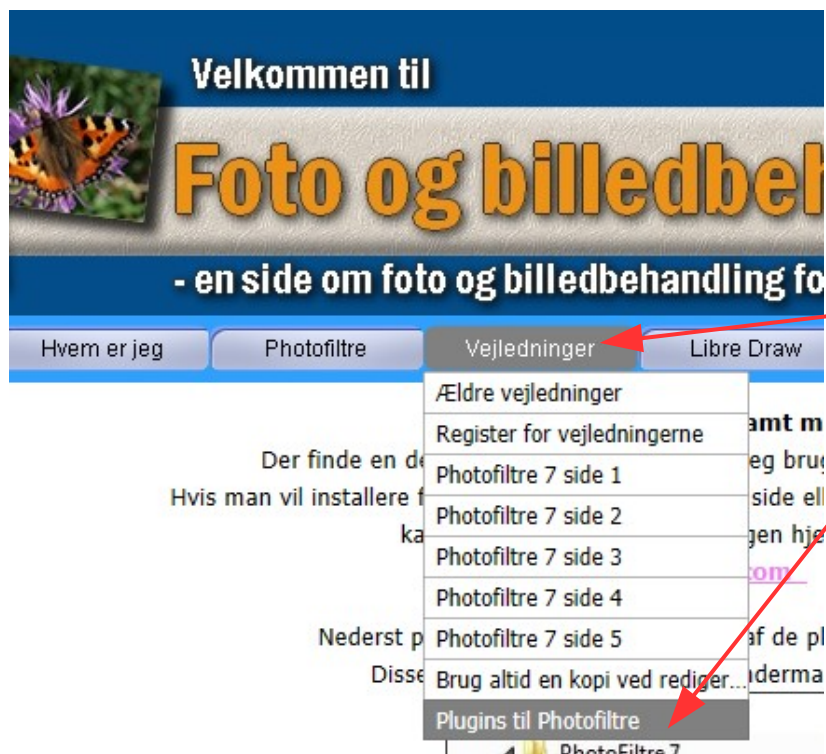 Velkommen til
Foto og billedbeh
- en side om foto og billedbehandling fo
Hvem er jeg
Photofiltre
Vejledninger
Libre Draw
Ældre vejledninger
Register for vejledningerne
Photofiltre 7 side 1
Photofiltre 7 side 2
Photofiltre 7 side 3
Photofiltre 7 side 4
Photofiltre 7 side 5
Brug altid en kopi ved rediger...
Plugins til Photofiltre
amt m
Der finde en de
eg brug
Hvis man vil installere f
side ell
ka
gen hje
com
Nederst p
af de pl
Disse
nderma
PhotoFiltre7